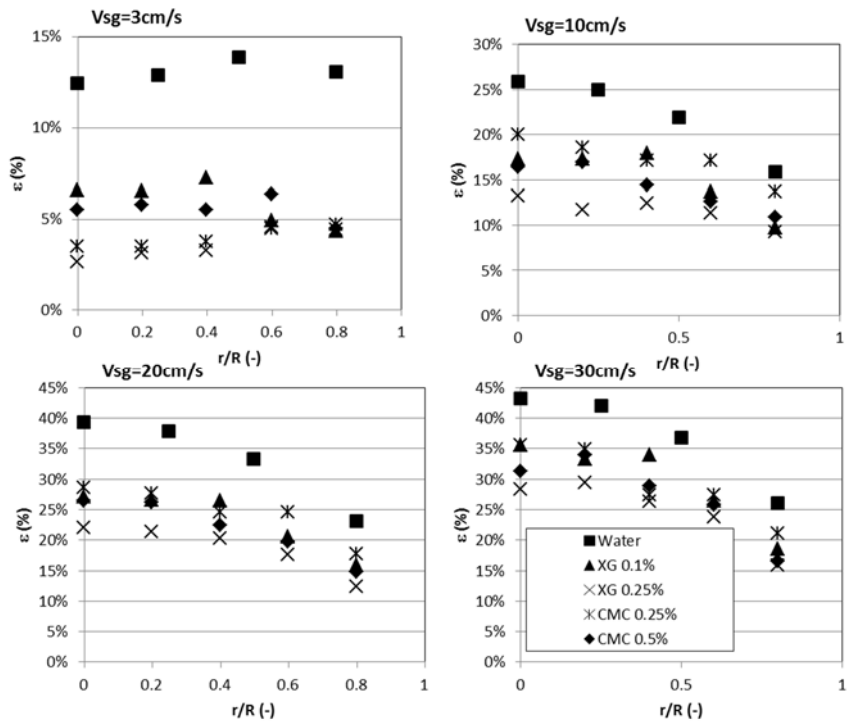 Vsg=3cm/s
15%
10%
5%
0%
ε (%)
0 0.2 0.4 0.6 0.8 1
r/R (-)
Vsg=10cm/s
30%
25%
20%
15%
10%
5%
0%
ε (%)
0 0.5 1
r/R (-)
Vsg=20cm/s
45%
40%
35%
30%
25%
20%
15%
10%
5%
0%
ε (%)
0 0.2 0.4 0.6 0.8 1
r/R (-)
Vsg=30cm/s
45%
40%
35%
30%
25%
20%
15%
10%
5%
0%
ε (%)
Water
XG 0.1%
XG 0.25%
CMC 0.25%
CMC 0.5%
0 0.5 1
r/R (-)